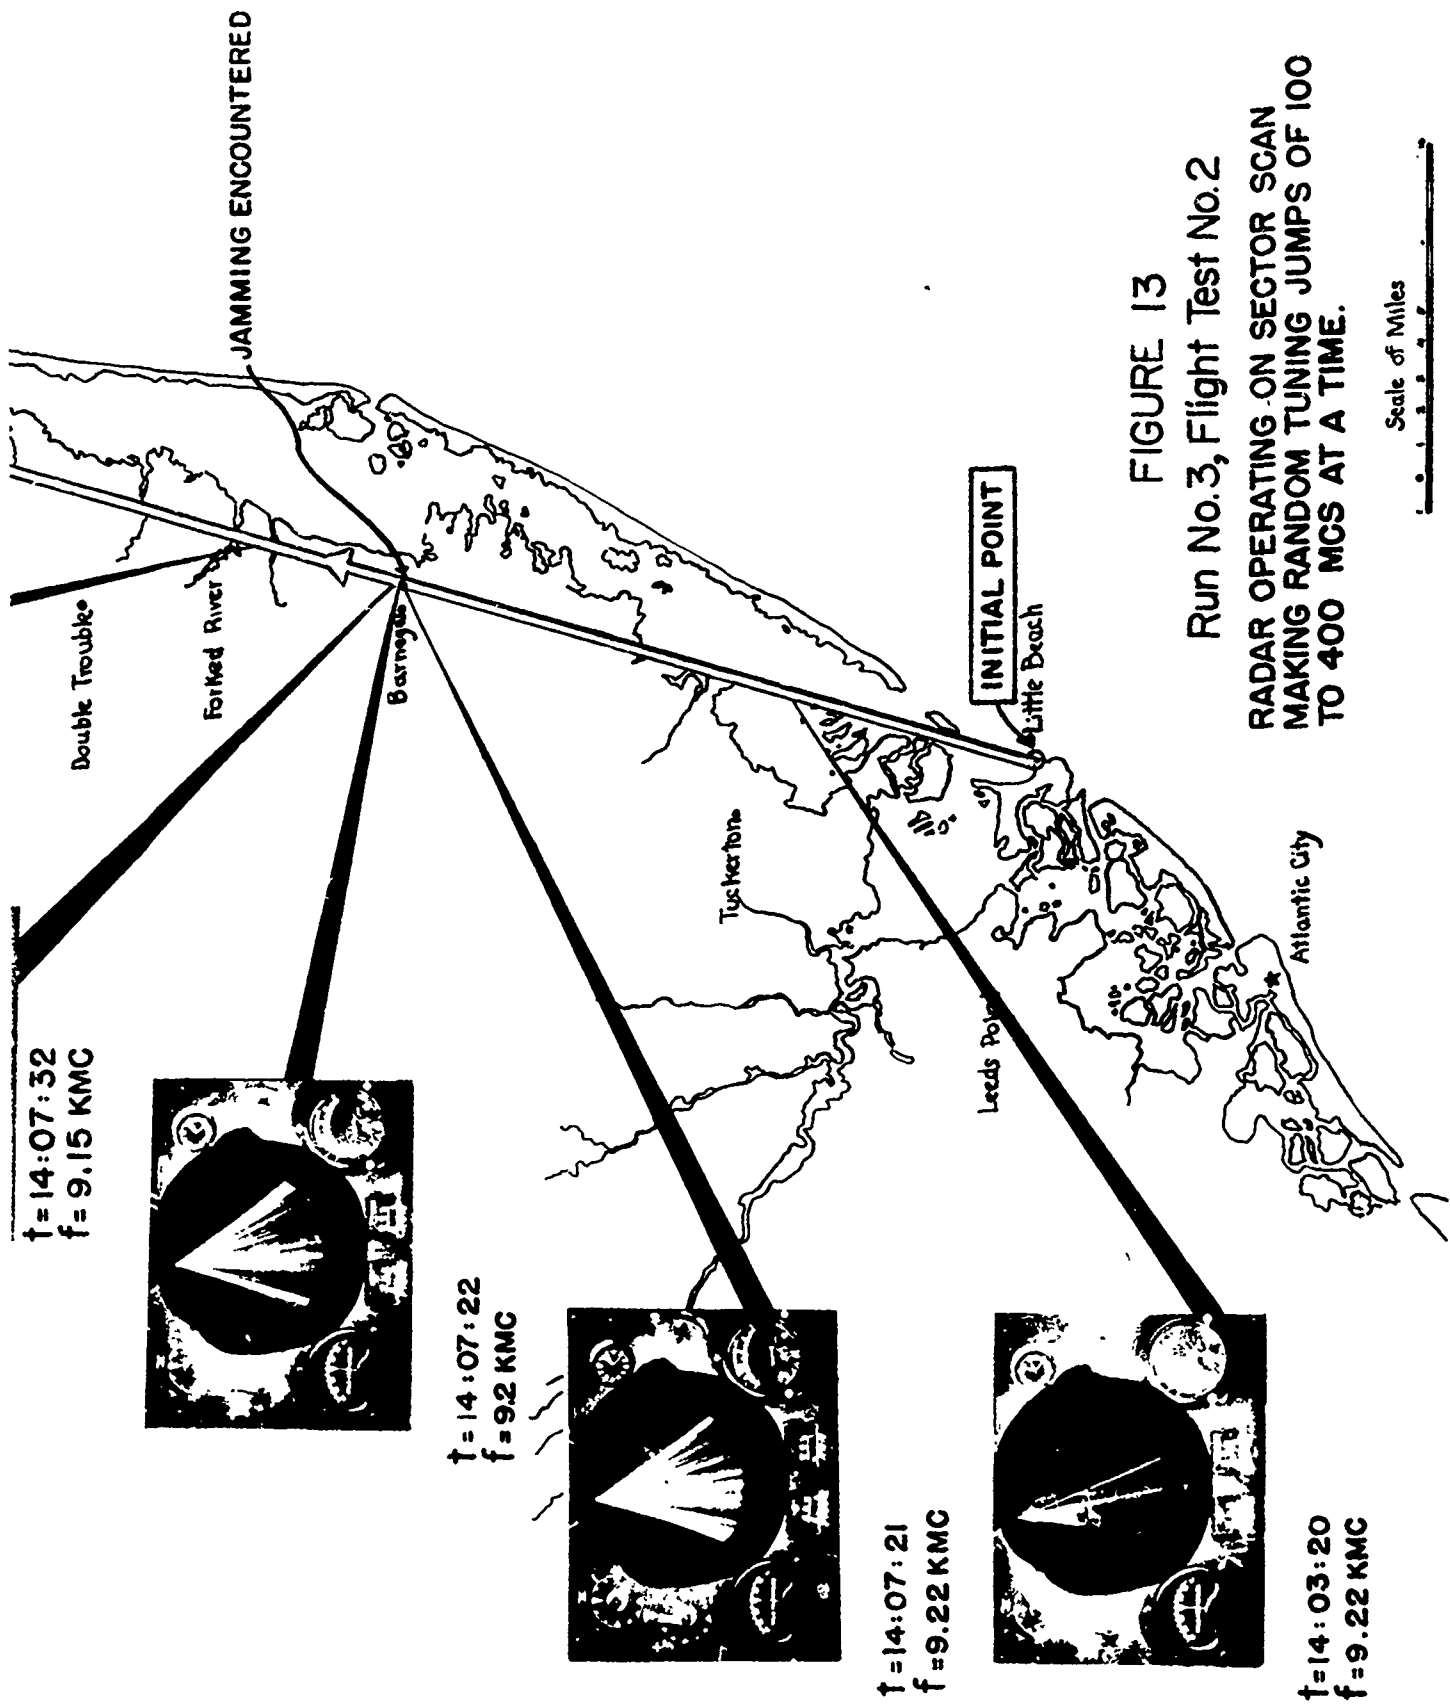 JAMMING ENCOUNTERED
Double Trouble
Forked River
Barnegat
INITIAL POINT
Little Beach
Tuckerton
Leeds Point
Atlantic City
t=14:07:32
f=9.15 KMC
t=14:07:22
f=9.2 KMC
t=14:07:21
f=9.22 KMC
t=14:03:20
f=9.22 KMC
FIGURE 13
Run No.3, Flight Test No.2
RADAR OPERATING ON SECTOR SCAN
MAKING RANDOM TUNING JUMPS OF 100
TO 400 MCS AT A TIME.
Scale of Miles